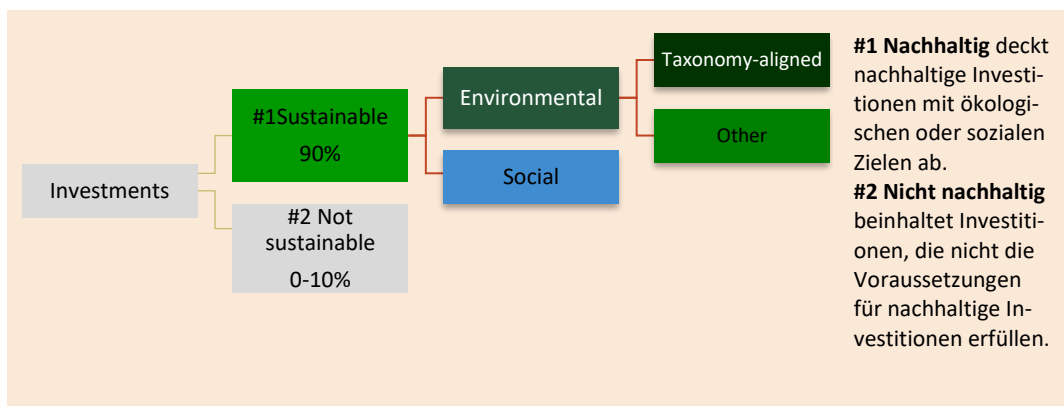 Investments
#1Sustainable
90%
#2 Not
sustainable
0-10%
Environmental
Social
Taxonomy-aligned
Other
#1 Nachhaltig deckt
nachhaltige Investi-
tionen mit ökologi-
schen oder sozialen
Zielen ab.
#2 Nicht nachhaltig
beinhaltet Investiti-
onen, die nicht die
Voraussetzungen
für nachhaltige In-
vestitionen erfüllen.